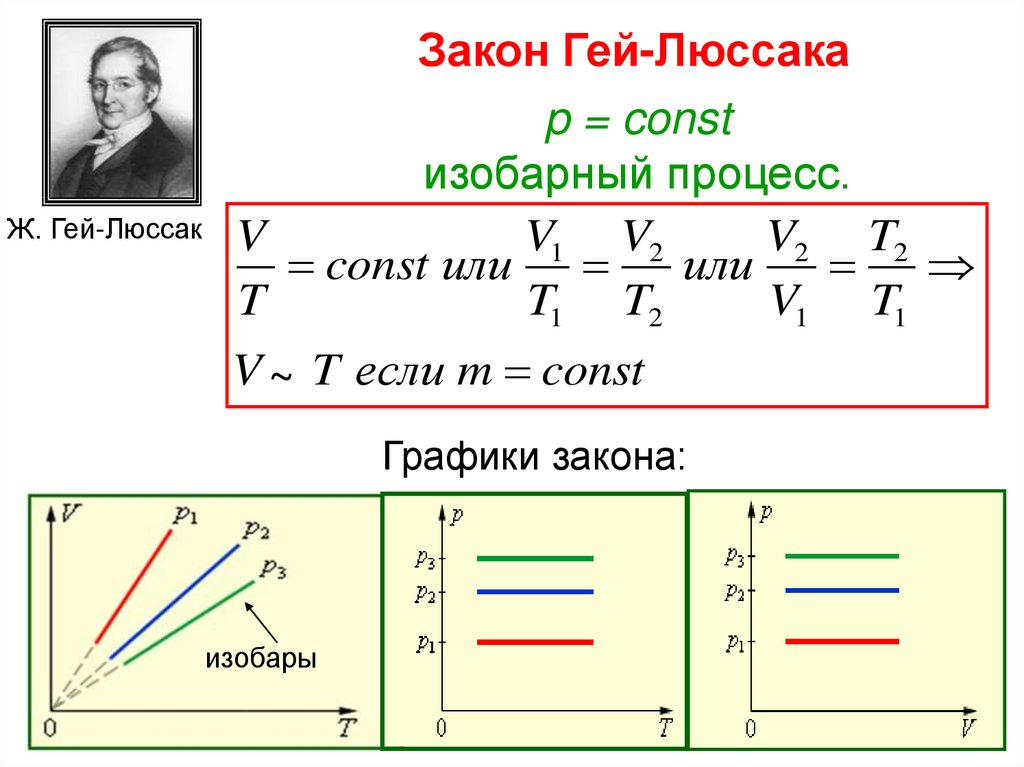 Закон Гей-Люссака
p = const
изобарный процесс.
Ж. Гей-Люссак
V/T = const или V₁/T₁ = V₂/T₂ или V₂/V₁ = T₂/T₁ ⇒
V ~ T если m = const
Графики закона:
V p₁ p₂ p₃
изобары
0 T
p
p₃
p₂
p₁
0 T
p
p₃
p₂
p₁
0 V